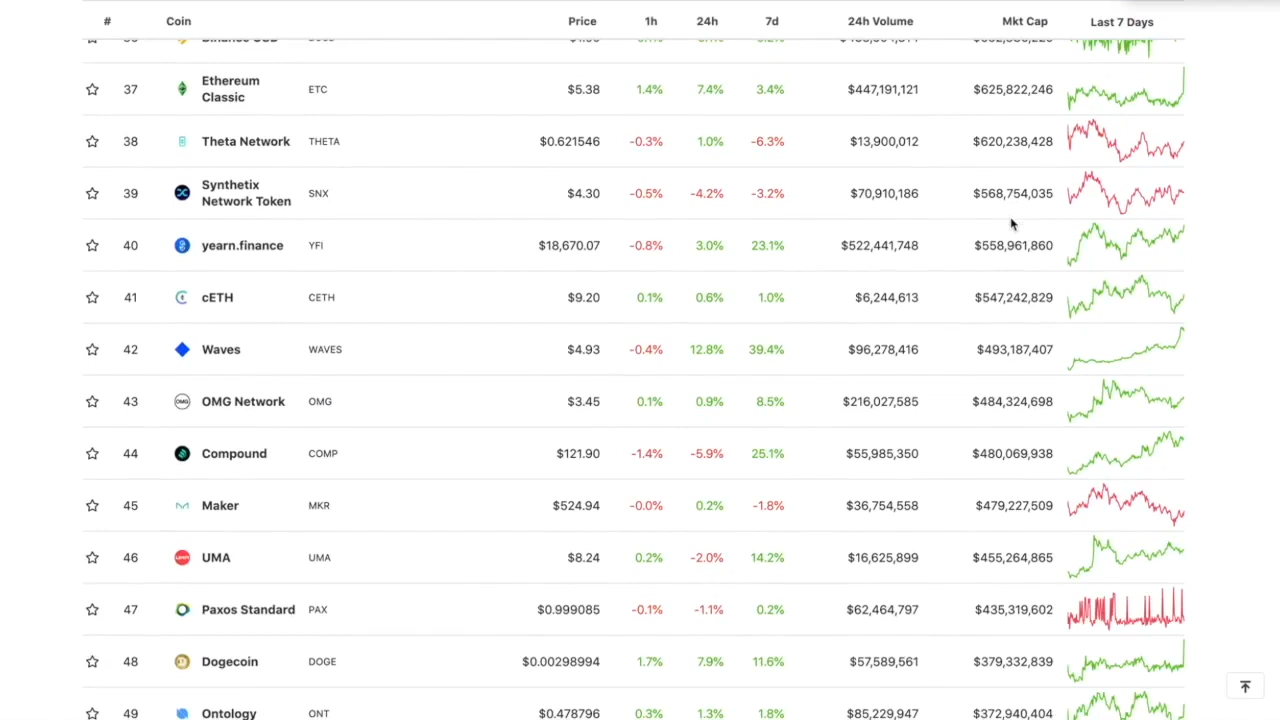 # Coin Price 1h 24h 7d 24h Volume Mkt Cap Last 7 Days
37 Ethereum Classic ETC $5.38 1.4% 7.4% 3.4% $447,191,121 $625,822,246
38 Theta Network THETA $0.621546 -0.3% 1.0% -6.3% $13,900,012 $620,238,428
39 Synthetix Network Token SNX $4.30 -0.5% -4.2% -3.2% $70,910,186 $568,754,035
40 yearn.finance YFI $18,670.07 -0.8% 3.0% 23.1% $522,441,748 $558,961,860
41 cETH CETH $9.20 0.1% 0.6% 1.0% $6,244,613 $547,242,829
42 Waves WAVES $4.93 -0.4% 12.8% 39.4% $96,278,416 $493,187,407
43 OMG Network OMG $3.45 0.1% 0.9% 8.5% $216,027,585 $484,324,698
44 Compound COMP $121.90 -1.4% -5.9% 25.1% $55,985,350 $480,069,938
45 Maker MKR $524.94 -0.0% 0.2% -1.8% $36,754,558 $479,227,509
46 UMA UMA $8.24 0.2% -2.0% 14.2% $16,625,899 $455,264,865
47 Paxos Standard PAX $0.999085 -0.1% -1.1% 0.2% $62,464,797 $435,319,602
48 Dogecoin DOGE $0.00298994 1.7% 7.9% 11.6% $57,589,561 $379,332,839
49 Ontology ONT $0.478796 0.3% 1.3% 1.8% $85,229,947 $372,940,404